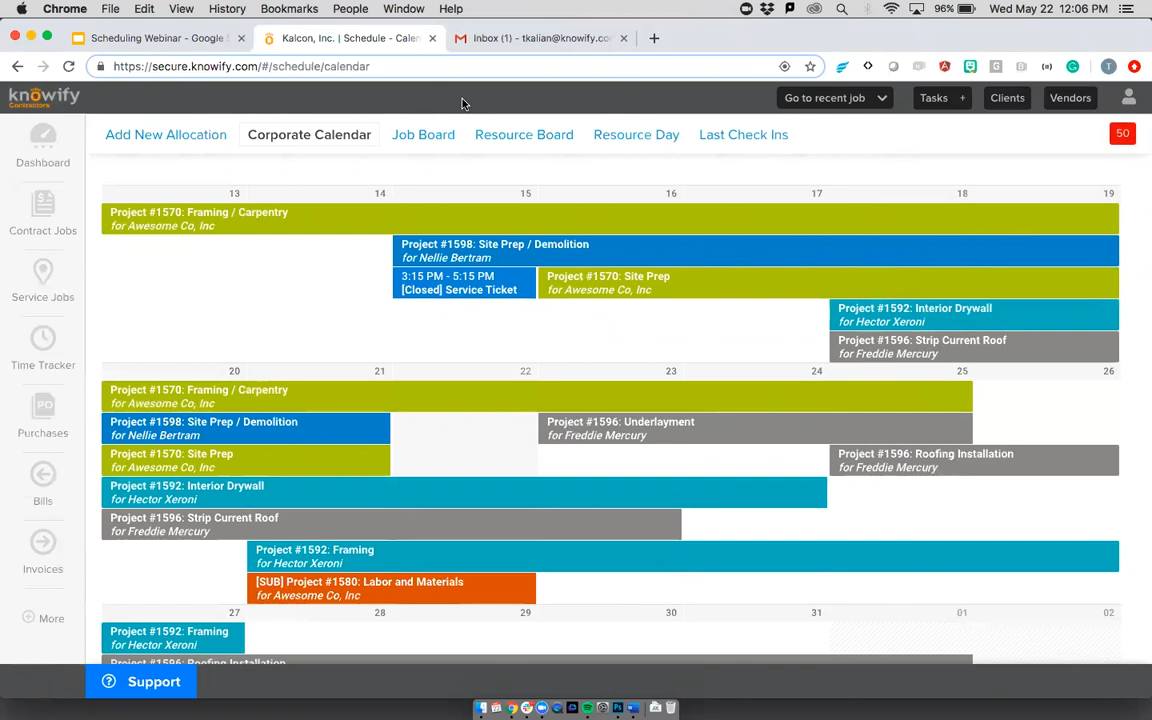 Chrome File Edit View History Bookmarks People Window Help 96% Wed May 22 12:06 PM
Scheduling Webinar - Google Kalcon, Inc. | Schedule - Calen Inbox (1) - tkalian@knowify.co
https://secure.knowify.com/#/schedule/calendar T
knowify Contractors Go to recent job Tasks + Clients Vendors
Add New Allocation Corporate Calendar Job Board Resource Board Resource Day Last Check Ins 50
Dashboard
Contract Jobs
Service Jobs
Time Tracker
PO
Purchases
Bills
Invoices
More
13 14 15 16 17 18 19
Project #1570: Framing / Carpentry
for Awesome Co, Inc
Project #1598: Site Prep / Demolition
for Nellie Bertram
3:15 PM - 5:15 PM
[Closed] Service Ticket
Project #1570: Site Prep
for Awesome Co, Inc
Project #1592: Interior Drywall
for Hector Xeroni
Project #1596: Strip Current Roof
for Freddie Mercury
20 21 22 23 24 25 26
Project #1570: Framing / Carpentry
for Awesome Co, Inc
Project #1598: Site Prep / Demolition
for Nellie Bertram
Project #1596: Underlayment
for Freddie Mercury
Project #1570: Site Prep
for Awesome Co, Inc
Project #1596: Roofing Installation
for Freddie Mercury
Project #1592: Interior Drywall
for Hector Xeroni
Project #1596: Strip Current Roof
for Freddie Mercury
Project #1592: Framing
for Hector Xeroni
[SUB] Project #1580: Labor and Materials
for Awesome Co, Inc
27 28 29 30 31 01 02
Project #1592: Framing
for Hector Xeroni
Project #1596: Roofing Installation
Support